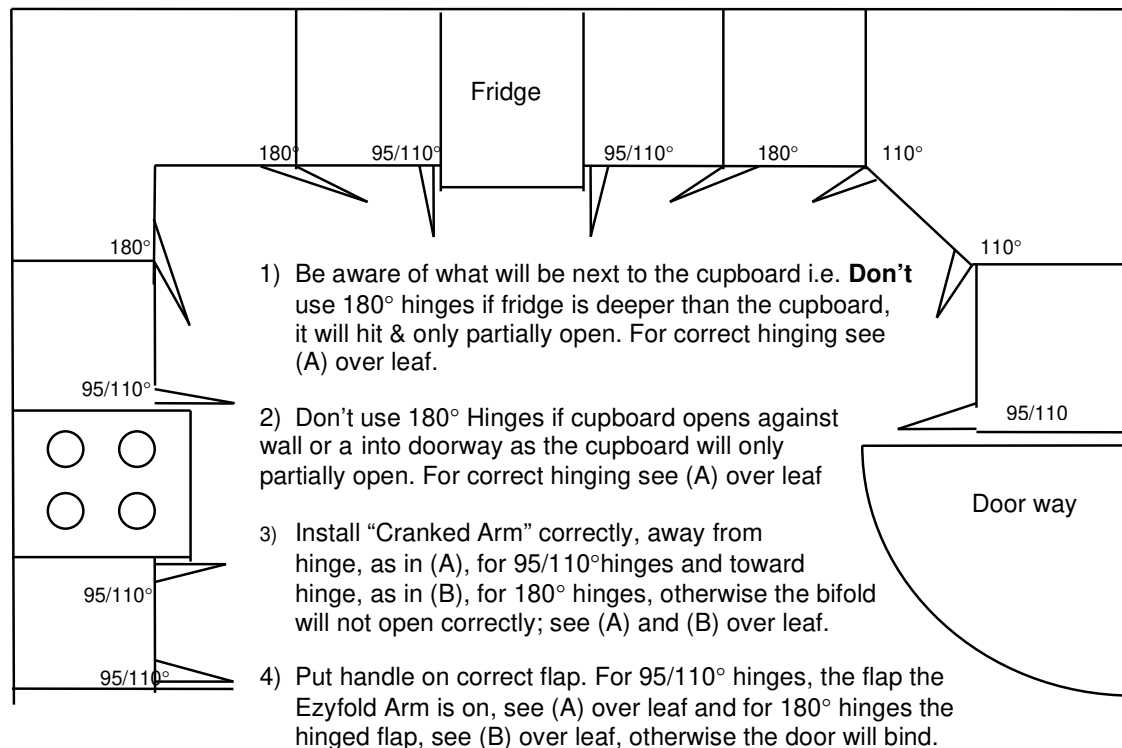 Fridge
180° 95/110° 95/110° 180° 110°
180° 110°
1) Be aware of what will be next to the cupboard i.e. Don't
use 180° hinges if fridge is deeper than the cupboard,
it will hit & only partially open. For correct hinging see
(A) over leaf.
95/110°
95/110
2) Don't use 180° Hinges if cupboard opens against
wall or a into doorway as the cupboard will only
partially open. For correct hinging see (A) over leaf
Door way
3) Install “Cranked Arm” correctly, away from
hinge, as in (A), for 95/110°hinges and toward
hinge, as in (B), for 180° hinges, otherwise the bifold
will not open correctly; see (A) and (B) over leaf.
95/110°
95/110°
4) Put handle on correct flap. For 95/110° hinges, the flap the
Ezyfold Arm is on, see (A) over leaf and for 180° hinges the
hinged flap, see (B) over leaf, otherwise the door will bind.